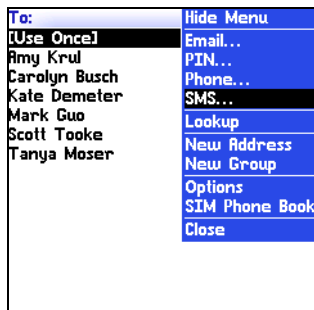 To:
[Use Once]
Amy Krul
Carolyn Busch
Kate Demeter
Mark Guo
Scott Tooke
Tanya Moser
Hide Menu
Email...
PIN...
Phone...
SMS...
Lookup
New Address
New Group
Options
SIM Phone Book
Close